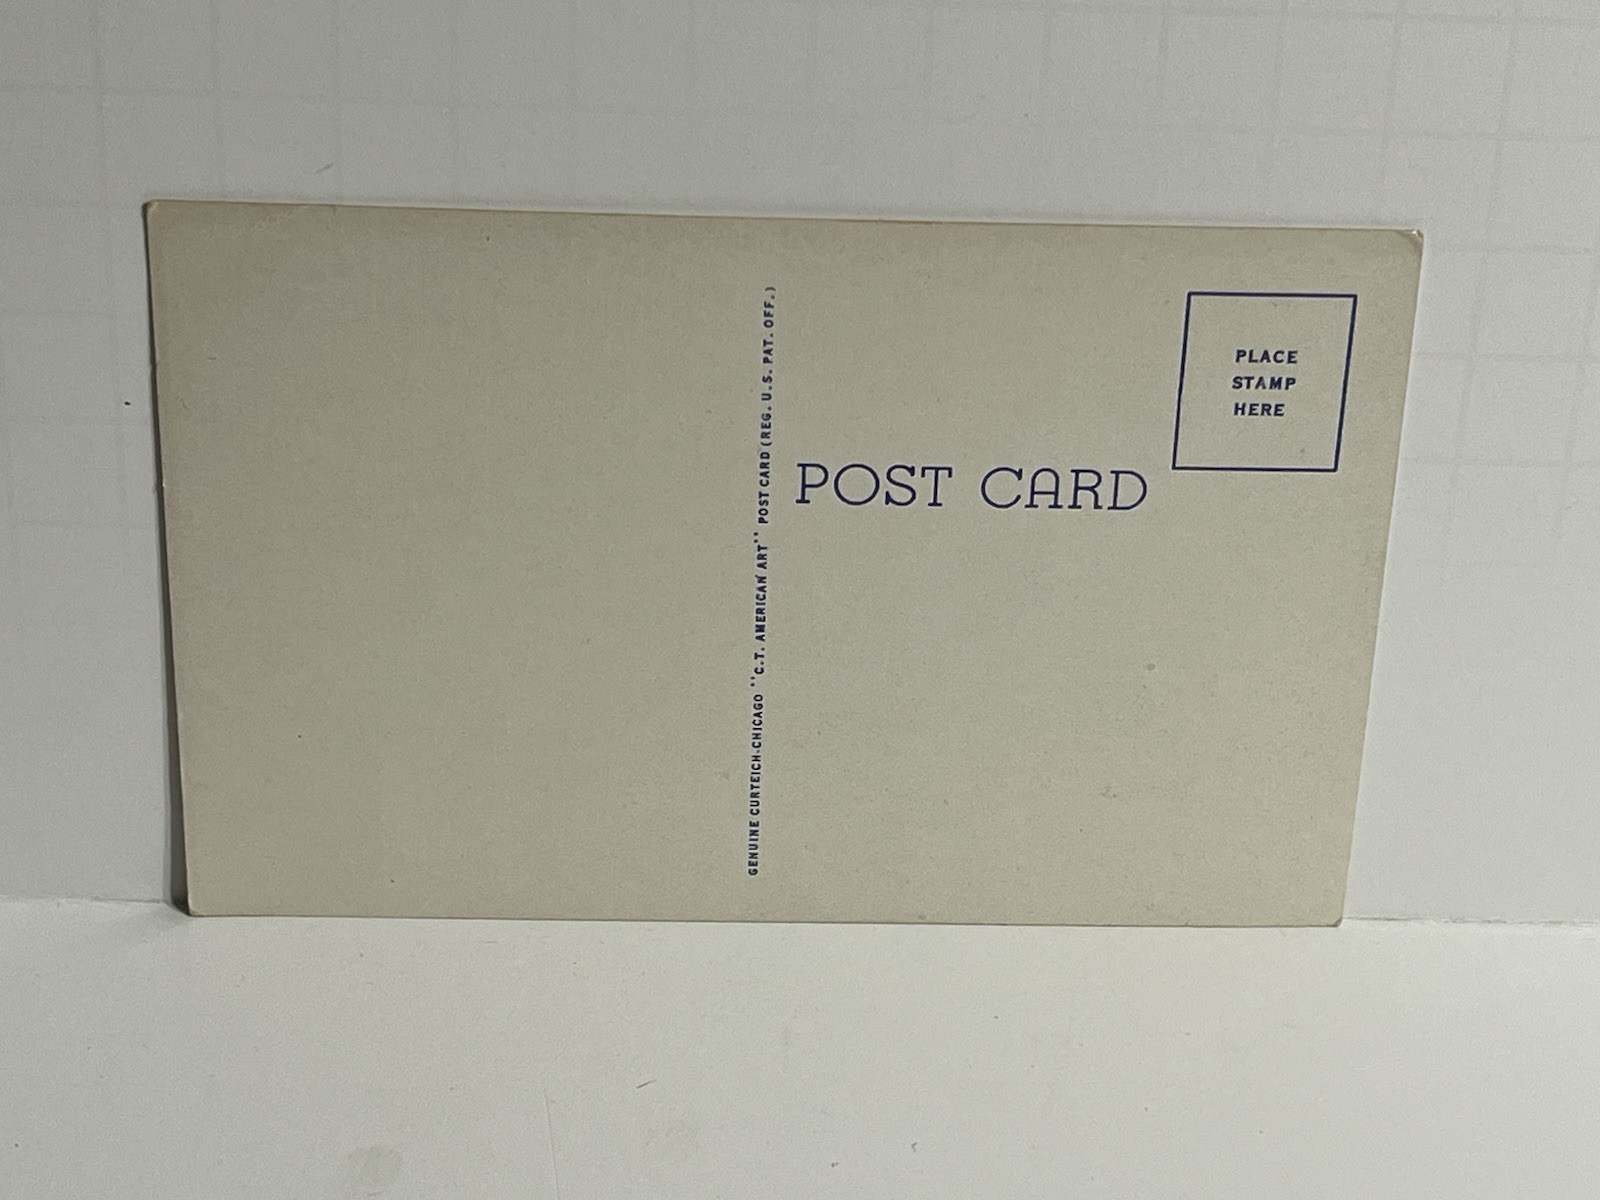 GENUINE CURTEICH-CHICAGO "C.T. AMERICAN ART" POST CARD (REG. U.S. PAT. OFF.)
POST CARD
PLACE
STAMP
HERE